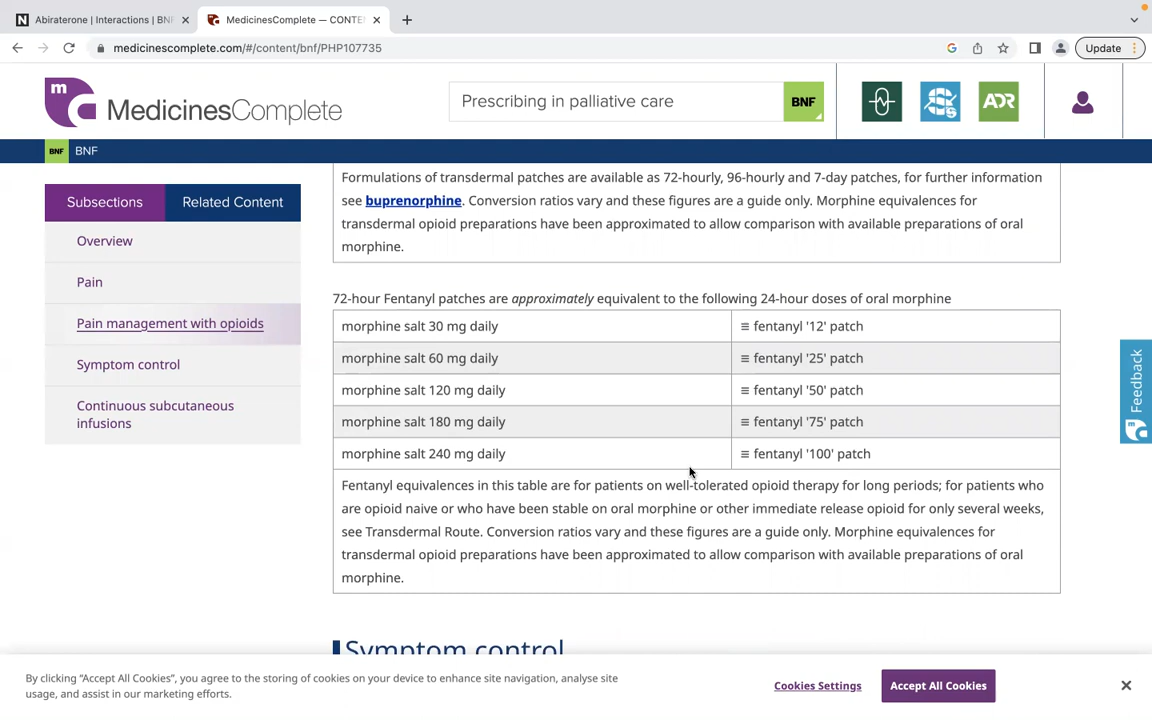 Abiraterone | Interactions | BNF
MedicinesComplete — CONTE
medicinescomplete.com/#/content/bnf/PHP107735
Update
mc MedicinesComplete
Prescribing in palliative care
BNF
ADR
BNF BNF
Subsections
Related Content
Overview
Pain
Pain management with opioids
Symptom control
Continuous subcutaneous
infusions
Formulations of transdermal patches are available as 72-hourly, 96-hourly and 7-day patches, for further information
see buprenorphine. Conversion ratios vary and these figures are a guide only. Morphine equivalences for
transdermal opioid preparations have been approximated to allow comparison with available preparations of oral
morphine.
72-hour Fentanyl patches are approximately equivalent to the following 24-hour doses of oral morphine
morphine salt 30 mg daily ≡ fentanyl '12' patch
morphine salt 60 mg daily ≡ fentanyl '25' patch
morphine salt 120 mg daily ≡ fentanyl '50' patch
morphine salt 180 mg daily ≡ fentanyl '75' patch
morphine salt 240 mg daily ≡ fentanyl '100' patch
Fentanyl equivalences in this table are for patients on well-tolerated opioid therapy for long periods; for patients who
are opioid naive or who have been stable on oral morphine or other immediate release opioid for only several weeks,
see Transdermal Route. Conversion ratios vary and these figures are a guide only. Morphine equivalences for
transdermal opioid preparations have been approximated to allow comparison with available preparations of oral
morphine.
Symptom control
Feedback
By clicking “Accept All Cookies”, you agree to the storing of cookies on your device to enhance site navigation, analyse site
usage, and assist in our marketing efforts.
Cookies Settings
Accept All Cookies